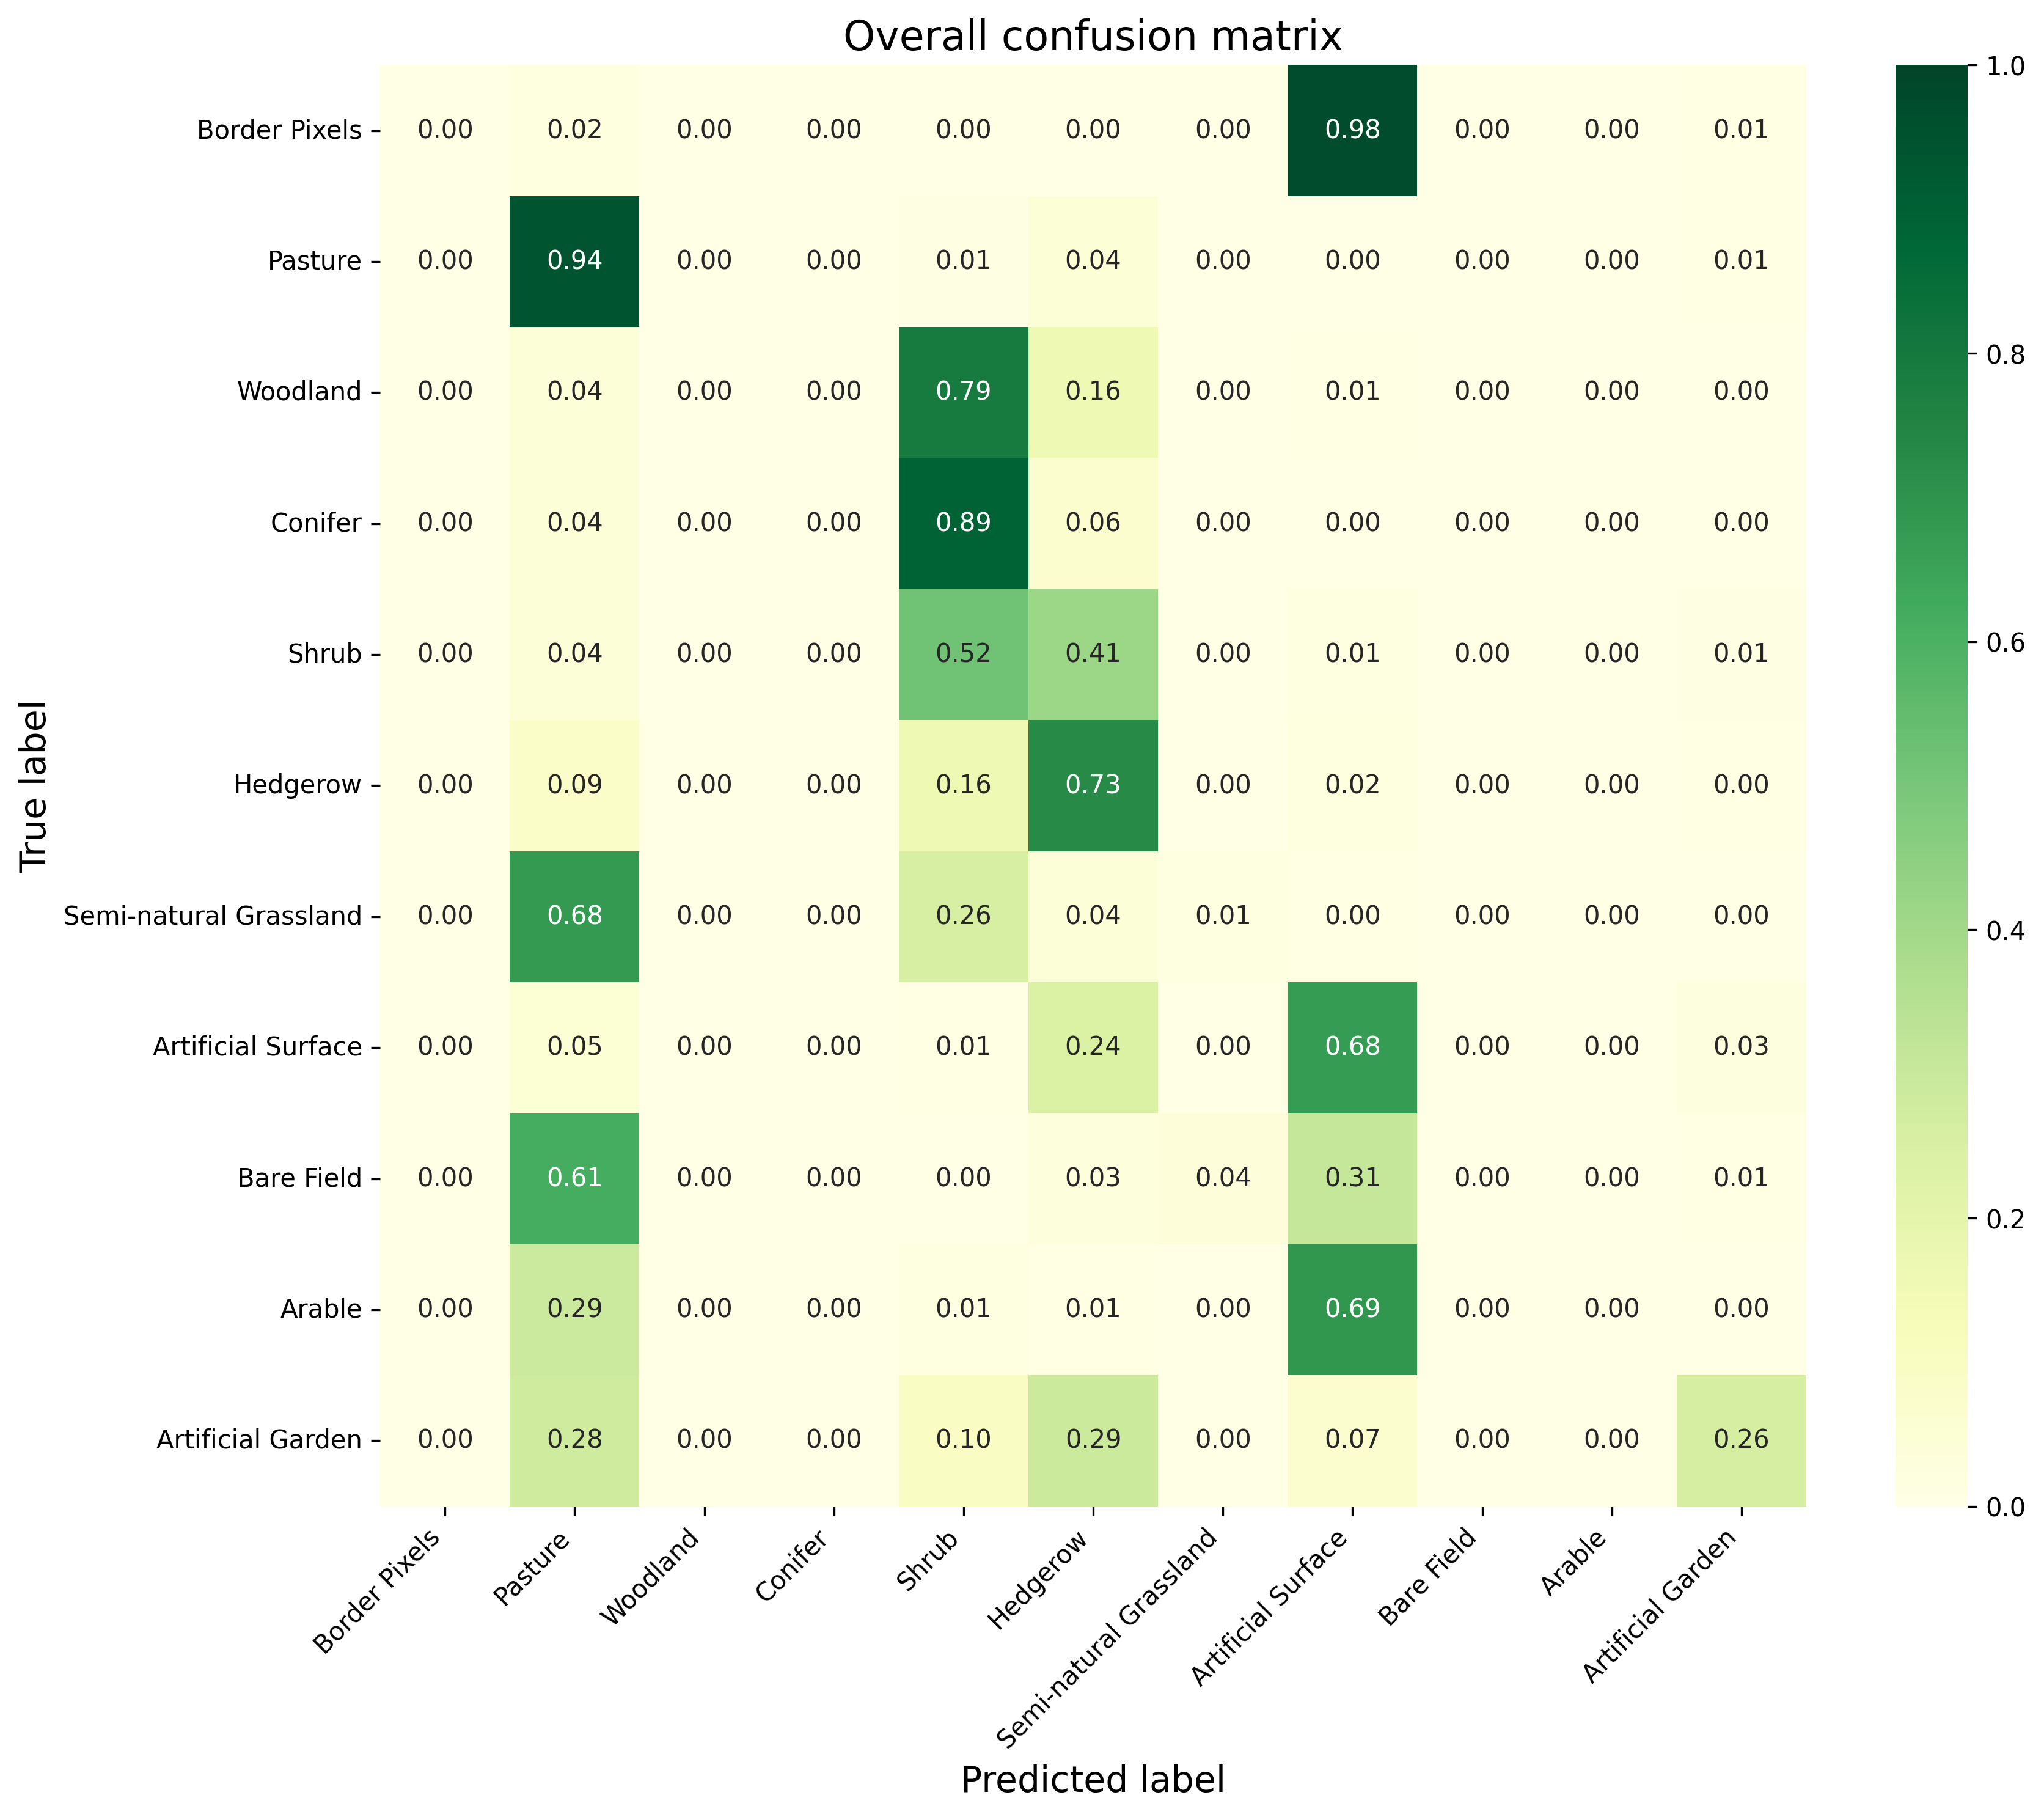 Overall confusion matrix
True label
Border Pixels 0.00 0.02 0.00 0.00 0.00 0.00 0.00 0.98 0.00 0.00 0.01
Pasture 0.00 0.94 0.00 0.00 0.01 0.04 0.00 0.00 0.00 0.00 0.01
Woodland 0.00 0.04 0.00 0.00 0.79 0.16 0.00 0.01 0.00 0.00 0.00
Conifer 0.00 0.04 0.00 0.00 0.89 0.06 0.00 0.00 0.00 0.00 0.00
Shrub 0.00 0.04 0.00 0.00 0.52 0.41 0.00 0.01 0.00 0.00 0.01
Hedgerow 0.00 0.09 0.00 0.00 0.16 0.73 0.00 0.02 0.00 0.00 0.00
Semi-natural Grassland 0.00 0.68 0.00 0.00 0.26 0.04 0.01 0.00 0.00 0.00 0.00
Artificial Surface 0.00 0.05 0.00 0.00 0.01 0.24 0.00 0.68 0.00 0.00 0.03
Bare Field 0.00 0.61 0.00 0.00 0.00 0.03 0.04 0.31 0.00 0.00 0.01
Arable 0.00 0.29 0.00 0.00 0.01 0.01 0.00 0.69 0.00 0.00 0.00
Artificial Garden 0.00 0.28 0.00 0.00 0.10 0.29 0.00 0.07 0.00 0.00 0.26
Border Pixels
Pasture
Woodland
Conifer
Shrub
Hedgerow
Semi-natural Grassland
Artificial Surface
Bare Field
Arable
Artificial Garden
Predicted label
1.0
0.8
0.6
0.4
0.2
0.0